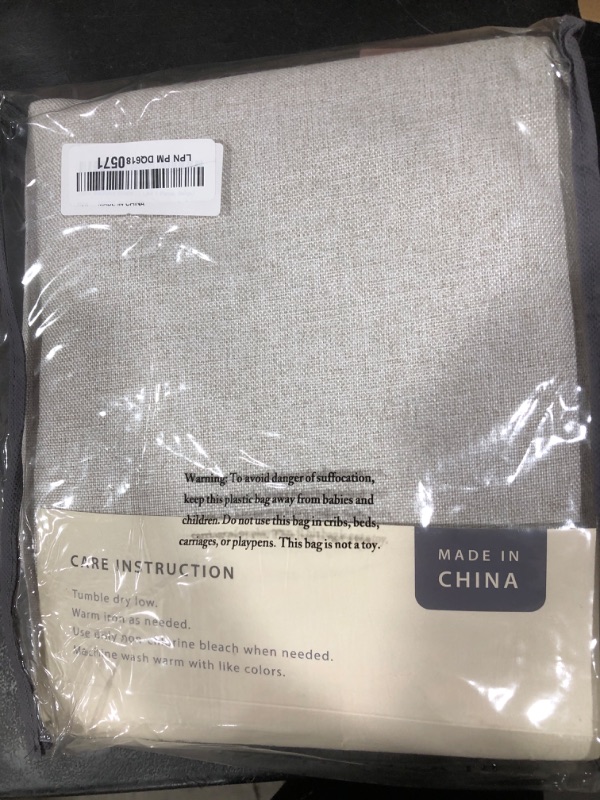 LPN PM DQ6180571
Warning: To avoid danger of suffocation,
keep this plastic bag away from babies and
children. Do not use this bag in cribs, beds,
carriages, or playpens. This bag is not a toy.
MADE IN
CHINA
CARE INSTRUCTION
Tumble dry low.
Warm iron as needed.
Use only non-chlorine bleach when needed.
Machine wash warm with like colors.